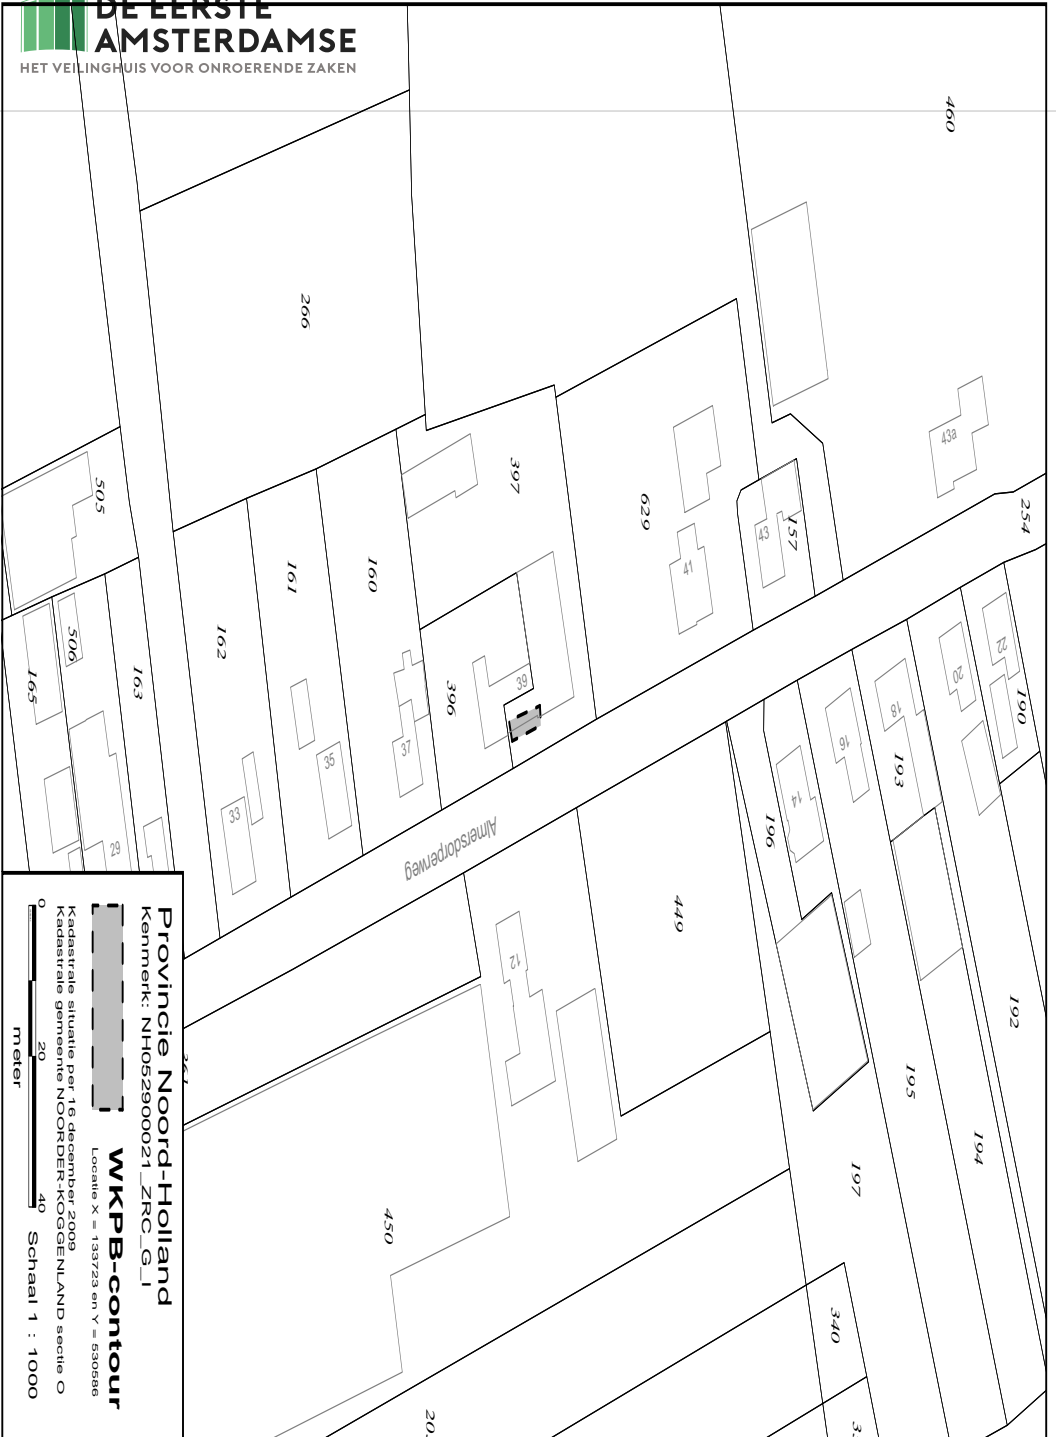 DE EERSTE
AMSTERDAMSE
HET VEILINGHUIS VOOR ONROERENDE ZAKEN
460
266
43a
397
505
629
254
157
43
161
160
41
162
506
22
20
163
165
39
396
190
18
37
16
35
193
14
33
196
Almersdorperweg
29
449
12
192
195
194
197
450
340
Provincie Noord-Holland
Kenmerk: NH052900021_ZRC_G_I
WKPB-contour
Locatie X = 133723 en Y = 530586
Kadastrale situatie per 16 december 2009
Kadastrale gemeente NOORDER-KOGGENLAND sectie O
0 20 40
meter
Schaal 1 : 1000